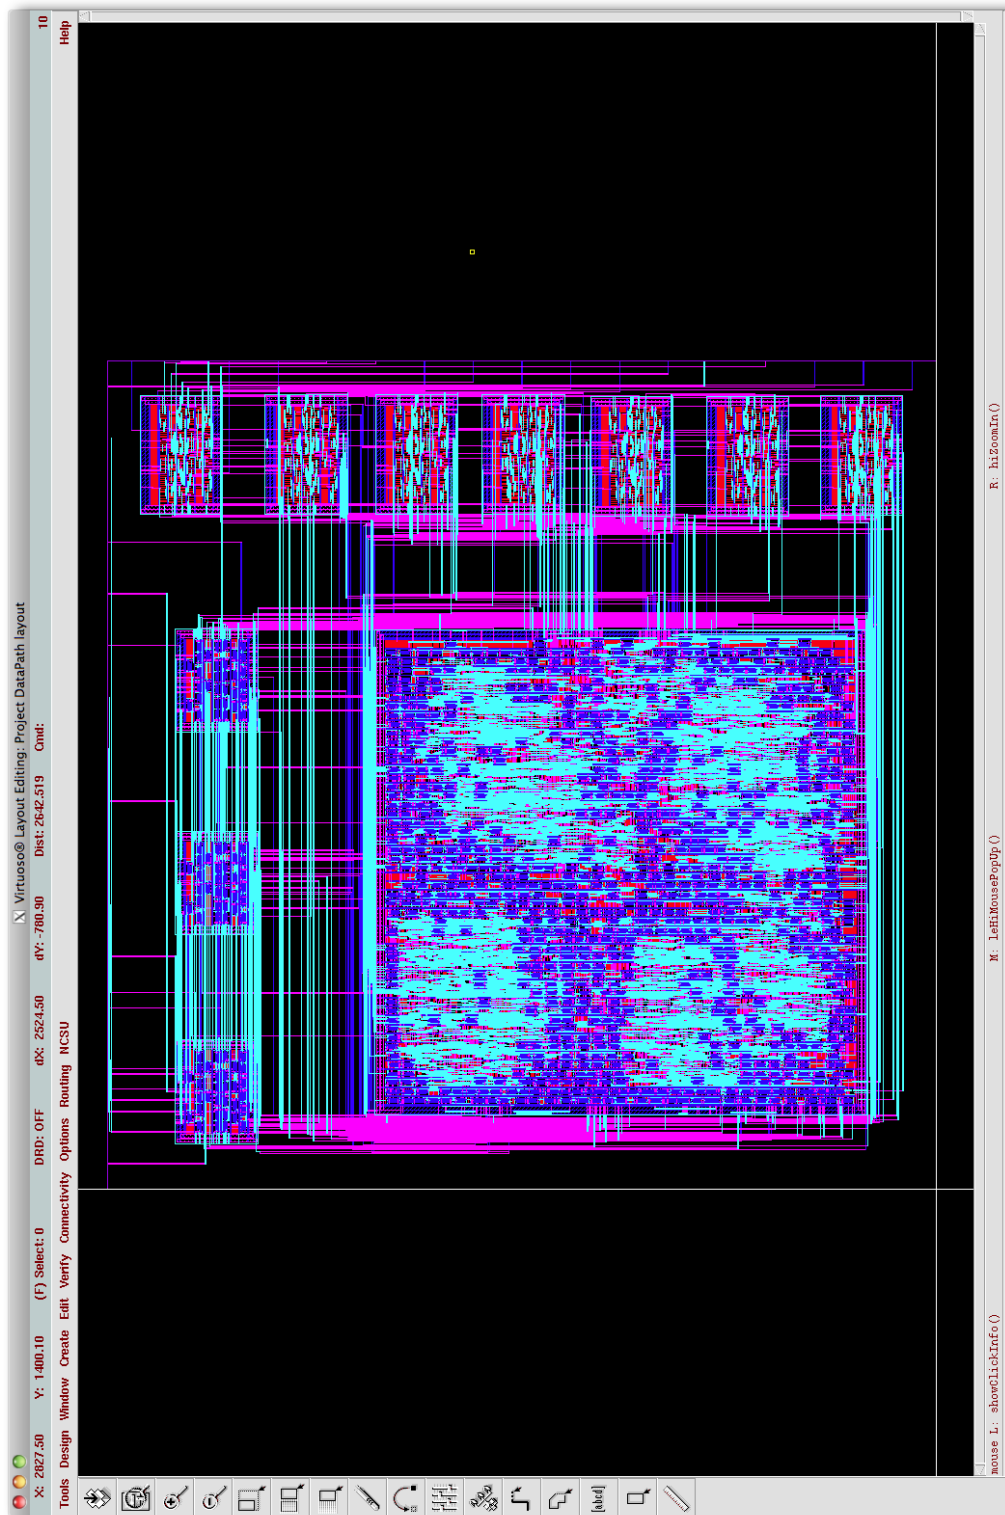 Virtuoso® Layout Editing: Project DataPath layout
X: 2827.50 Y: 1400.10 (F) Select: 0 DRD: OFF dX: 2524.50 dY: -780.90 Dist: 2642.519 Cmd: 10
Tools Design Window Create Edit Verify Connectivity Options Routing NCSU Help
[abcd]
mouse L: showClickInfo() M: leHiMousePopUp() R: hiZoomIn()